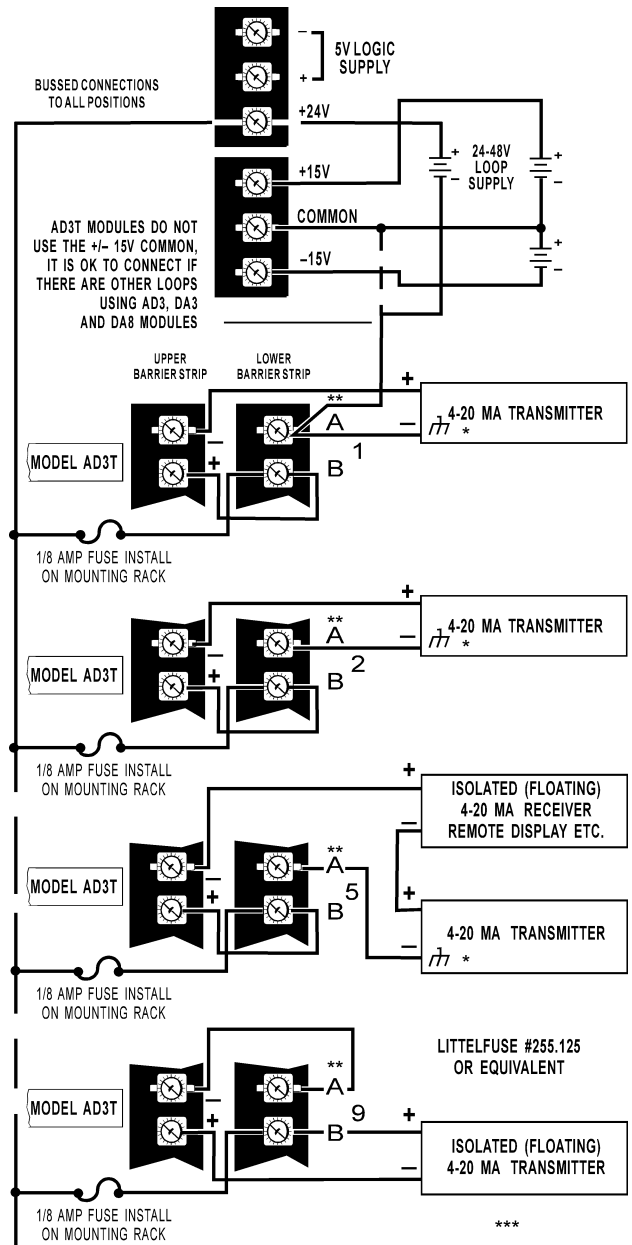 –
5V LOGIC
SUPPLY
+
BUSSED CONNECTIONS
TO ALL POSITIONS
+24V
+15V
COMMON
–15V
+
–
24-48V
LOOP
SUPPLY
+
–
+
–
AD3T MODULES DO NOT
USE THE +/– 15V COMMON,
IT IS OK TO CONNECT IF
THERE ARE OTHER LOOPS
USING AD3, DA3
AND DA8 MODULES
UPPER
BARRIER STRIP
LOWER
BARRIER STRIP
MODEL AD3T
–
+
**
A
1
B
+
–
4-20 MA TRANSMITTER
*
1/8 AMP FUSE INSTALL
ON MOUNTING RACK
MODEL AD3T
–
+
**
A
2
B
+
–
4-20 MA TRANSMITTER
*
1/8 AMP FUSE INSTALL
ON MOUNTING RACK
MODEL AD3T
–
+
**
A
5
B
+
–
ISOLATED (FLOATING)
4-20 MA RECEIVER
REMOTE DISPLAY ETC.
+
–
4-20 MA TRANSMITTER
*
1/8 AMP FUSE INSTALL
ON MOUNTING RACK
LITTELFUSE #255.125
OR EQUIVALENT
MODEL AD3T
–
+
**
A
9
B
+
–
ISOLATED (FLOATING)
4-20 MA TRANSMITTER
1/8 AMP FUSE INSTALL
ON MOUNTING RACK
***